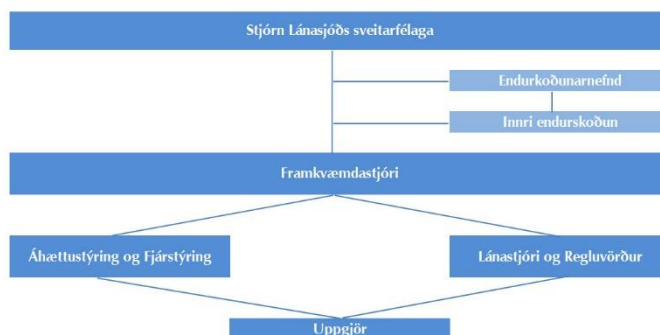 Stjórn Lánasjóðs sveitarfélaga
Endurkoðunarnefnd
Innri endurskoðun
Framkvæmdastjóri
Áhættustýring og Fjárstýring
Lánastjóri og Regluvörður
Uppgjör